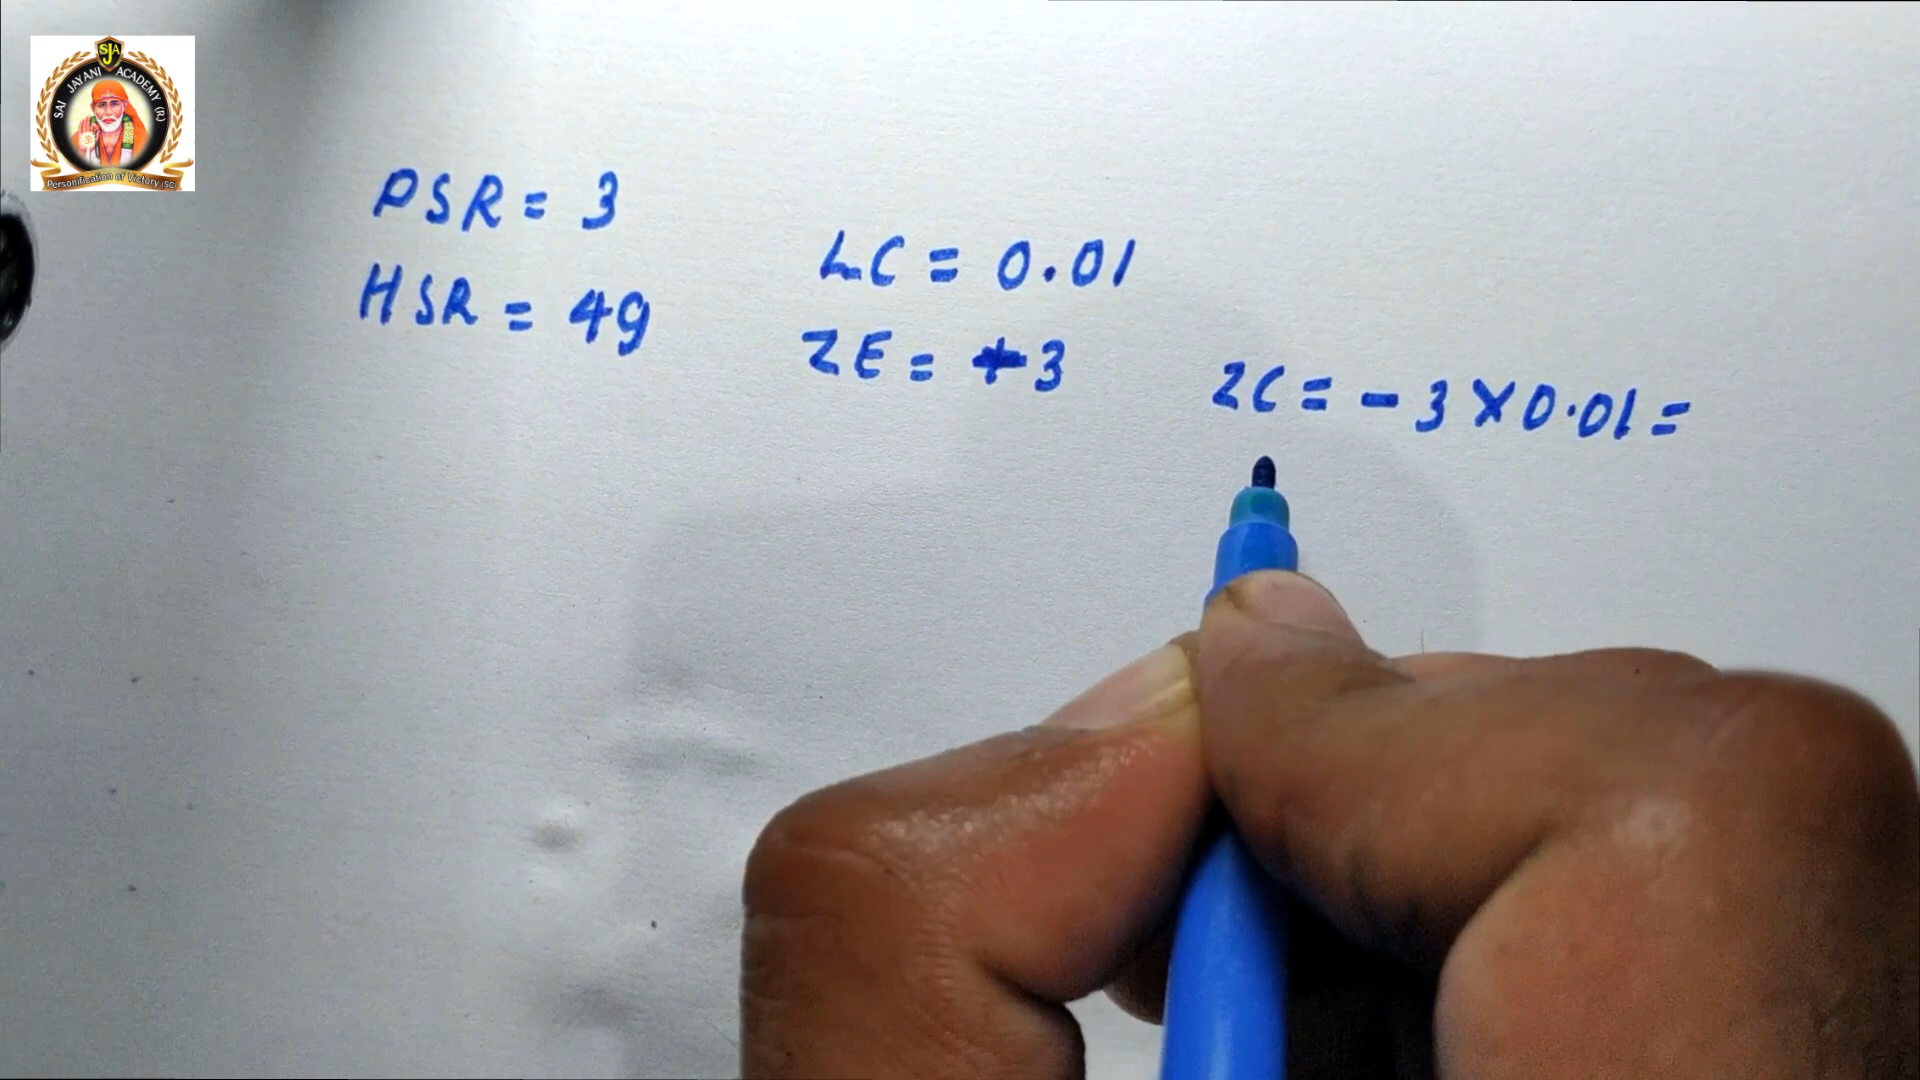 SJA
SAI JAYANI ACADEMY (R)
Personification of Victory (SG)
PSR = 3
HSR = 49
LC = 0.01
ZE = +3
ZC = - 3 X 0.01 =